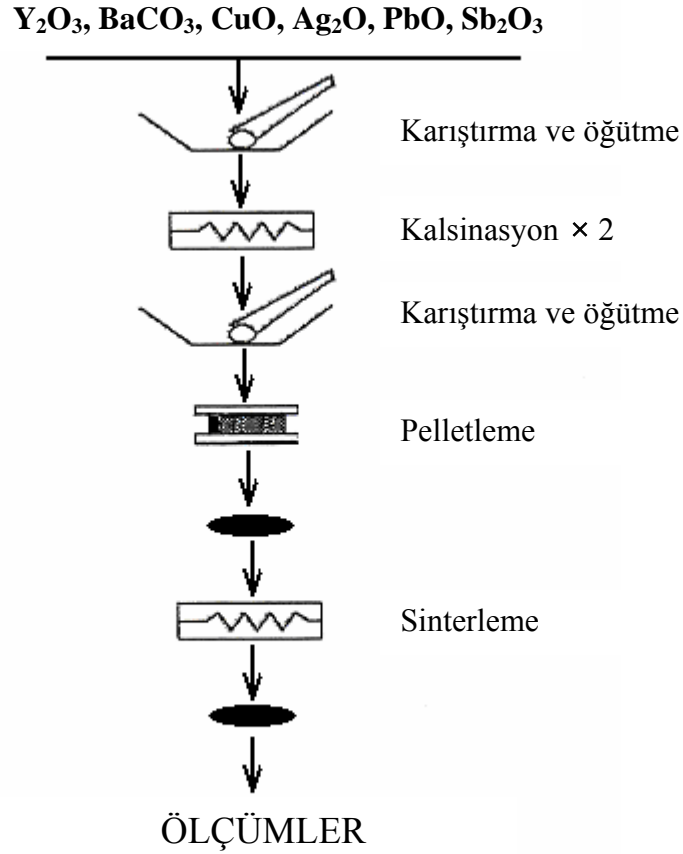 Y₂O₃, BaCO₃, CuO, Ag₂O, PbO, Sb₂O₃
Karıştırma ve öğütme
Kalsinasyon × 2
Karıştırma ve öğütme
Pelletleme
Sinterleme
ÖLÇÜMLER